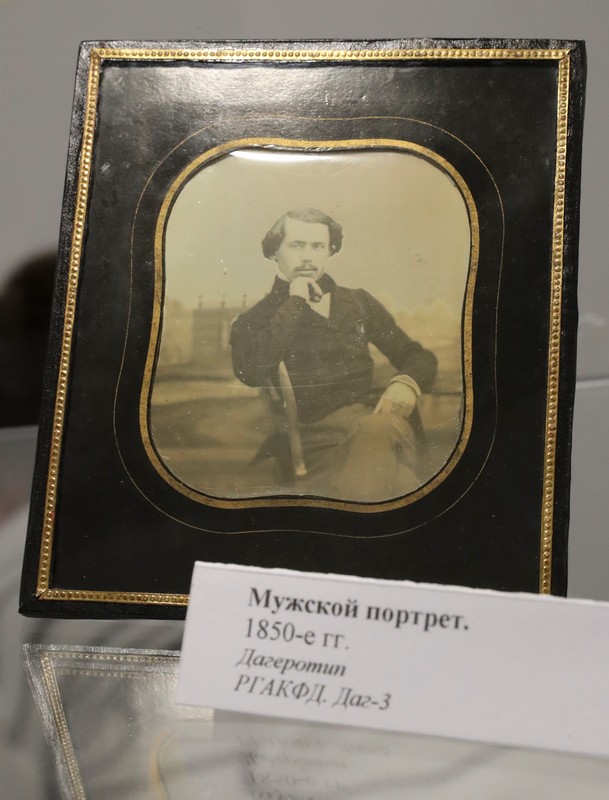 Мужской портрет.
1850-е гг.
Дагеротип
РГАКФД. Даг-3